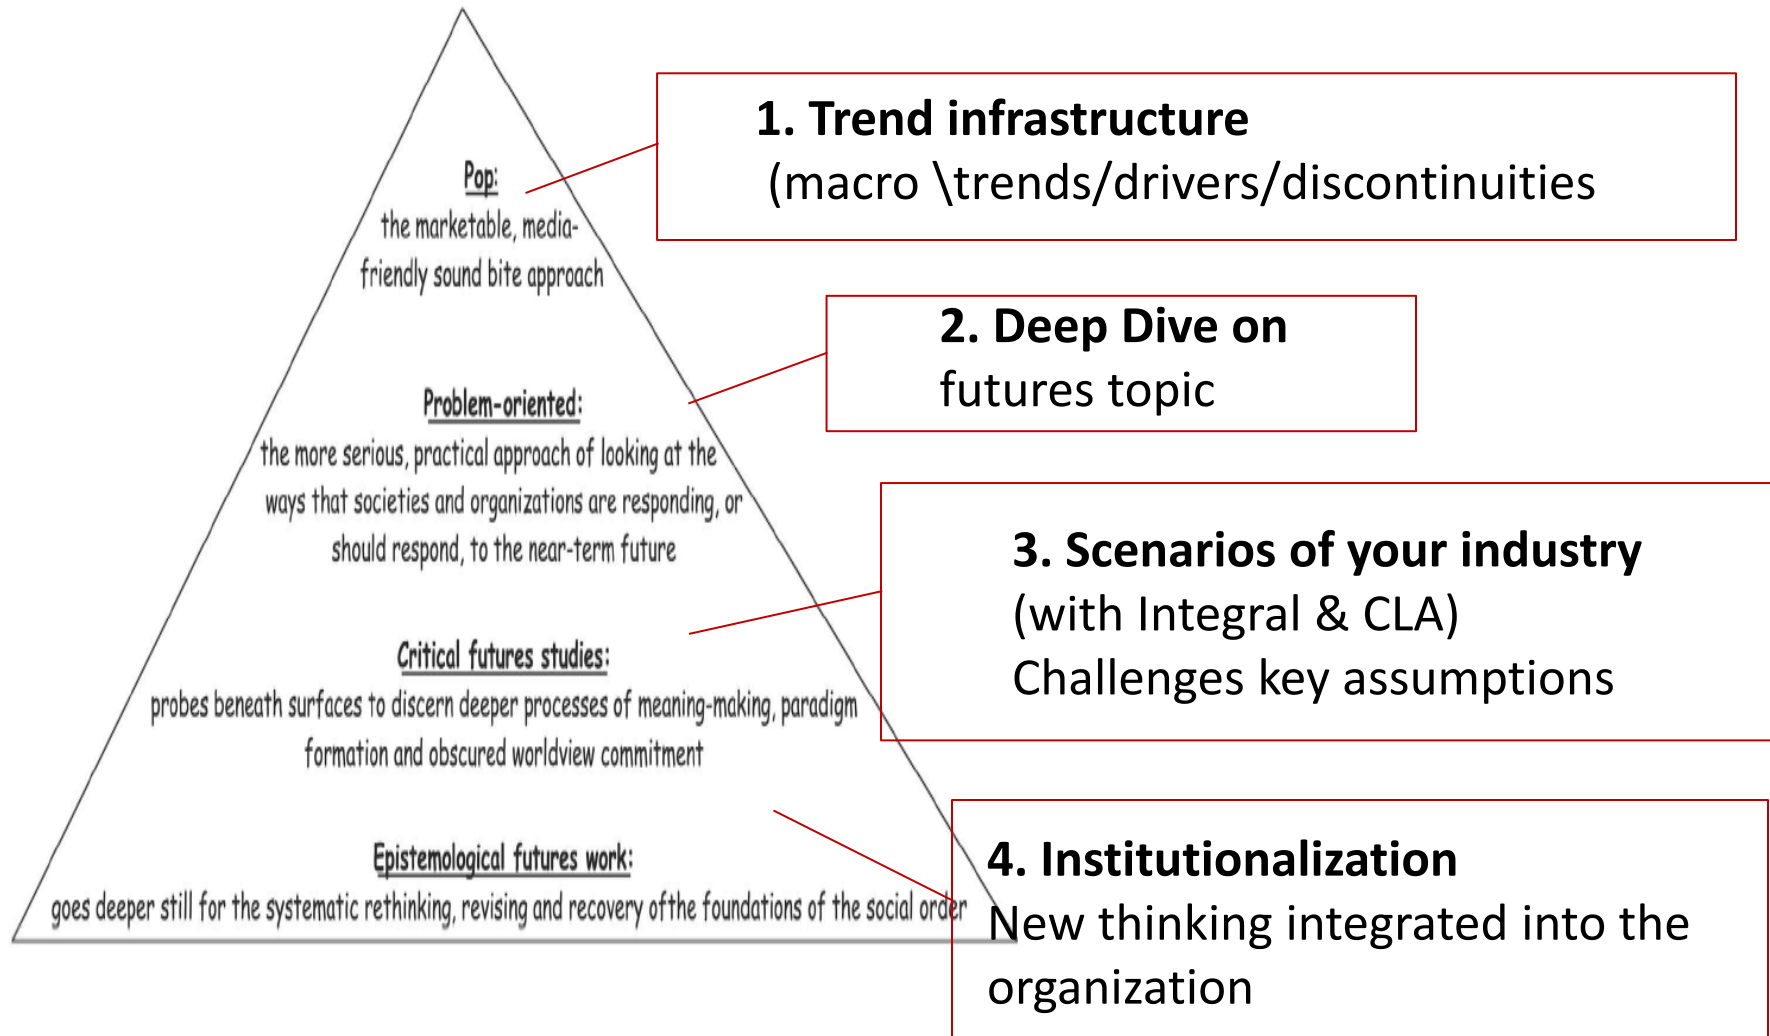 Pop:
the marketable, media-
friendly sound bite approach
Problem-oriented:
the more serious, practical approach of looking at the
ways that societies and organizations are responding, or
should respond, to the near-term future
Critical futures studies:
probes beneath surfaces to discern deeper processes of meaning-making, paradigm
formation and obscured worldview commitment
Epistemological futures work:
goes deeper still for the systematic rethinking, revising and recovery ofthe foundations of the social order
1. Trend infrastructure
(macro \trends/drivers/discontinuities
2. Deep Dive on
futures topic
3. Scenarios of your industry
(with Integral & CLA)
Challenges key assumptions
4. Institutionalization
New thinking integrated into the
organization